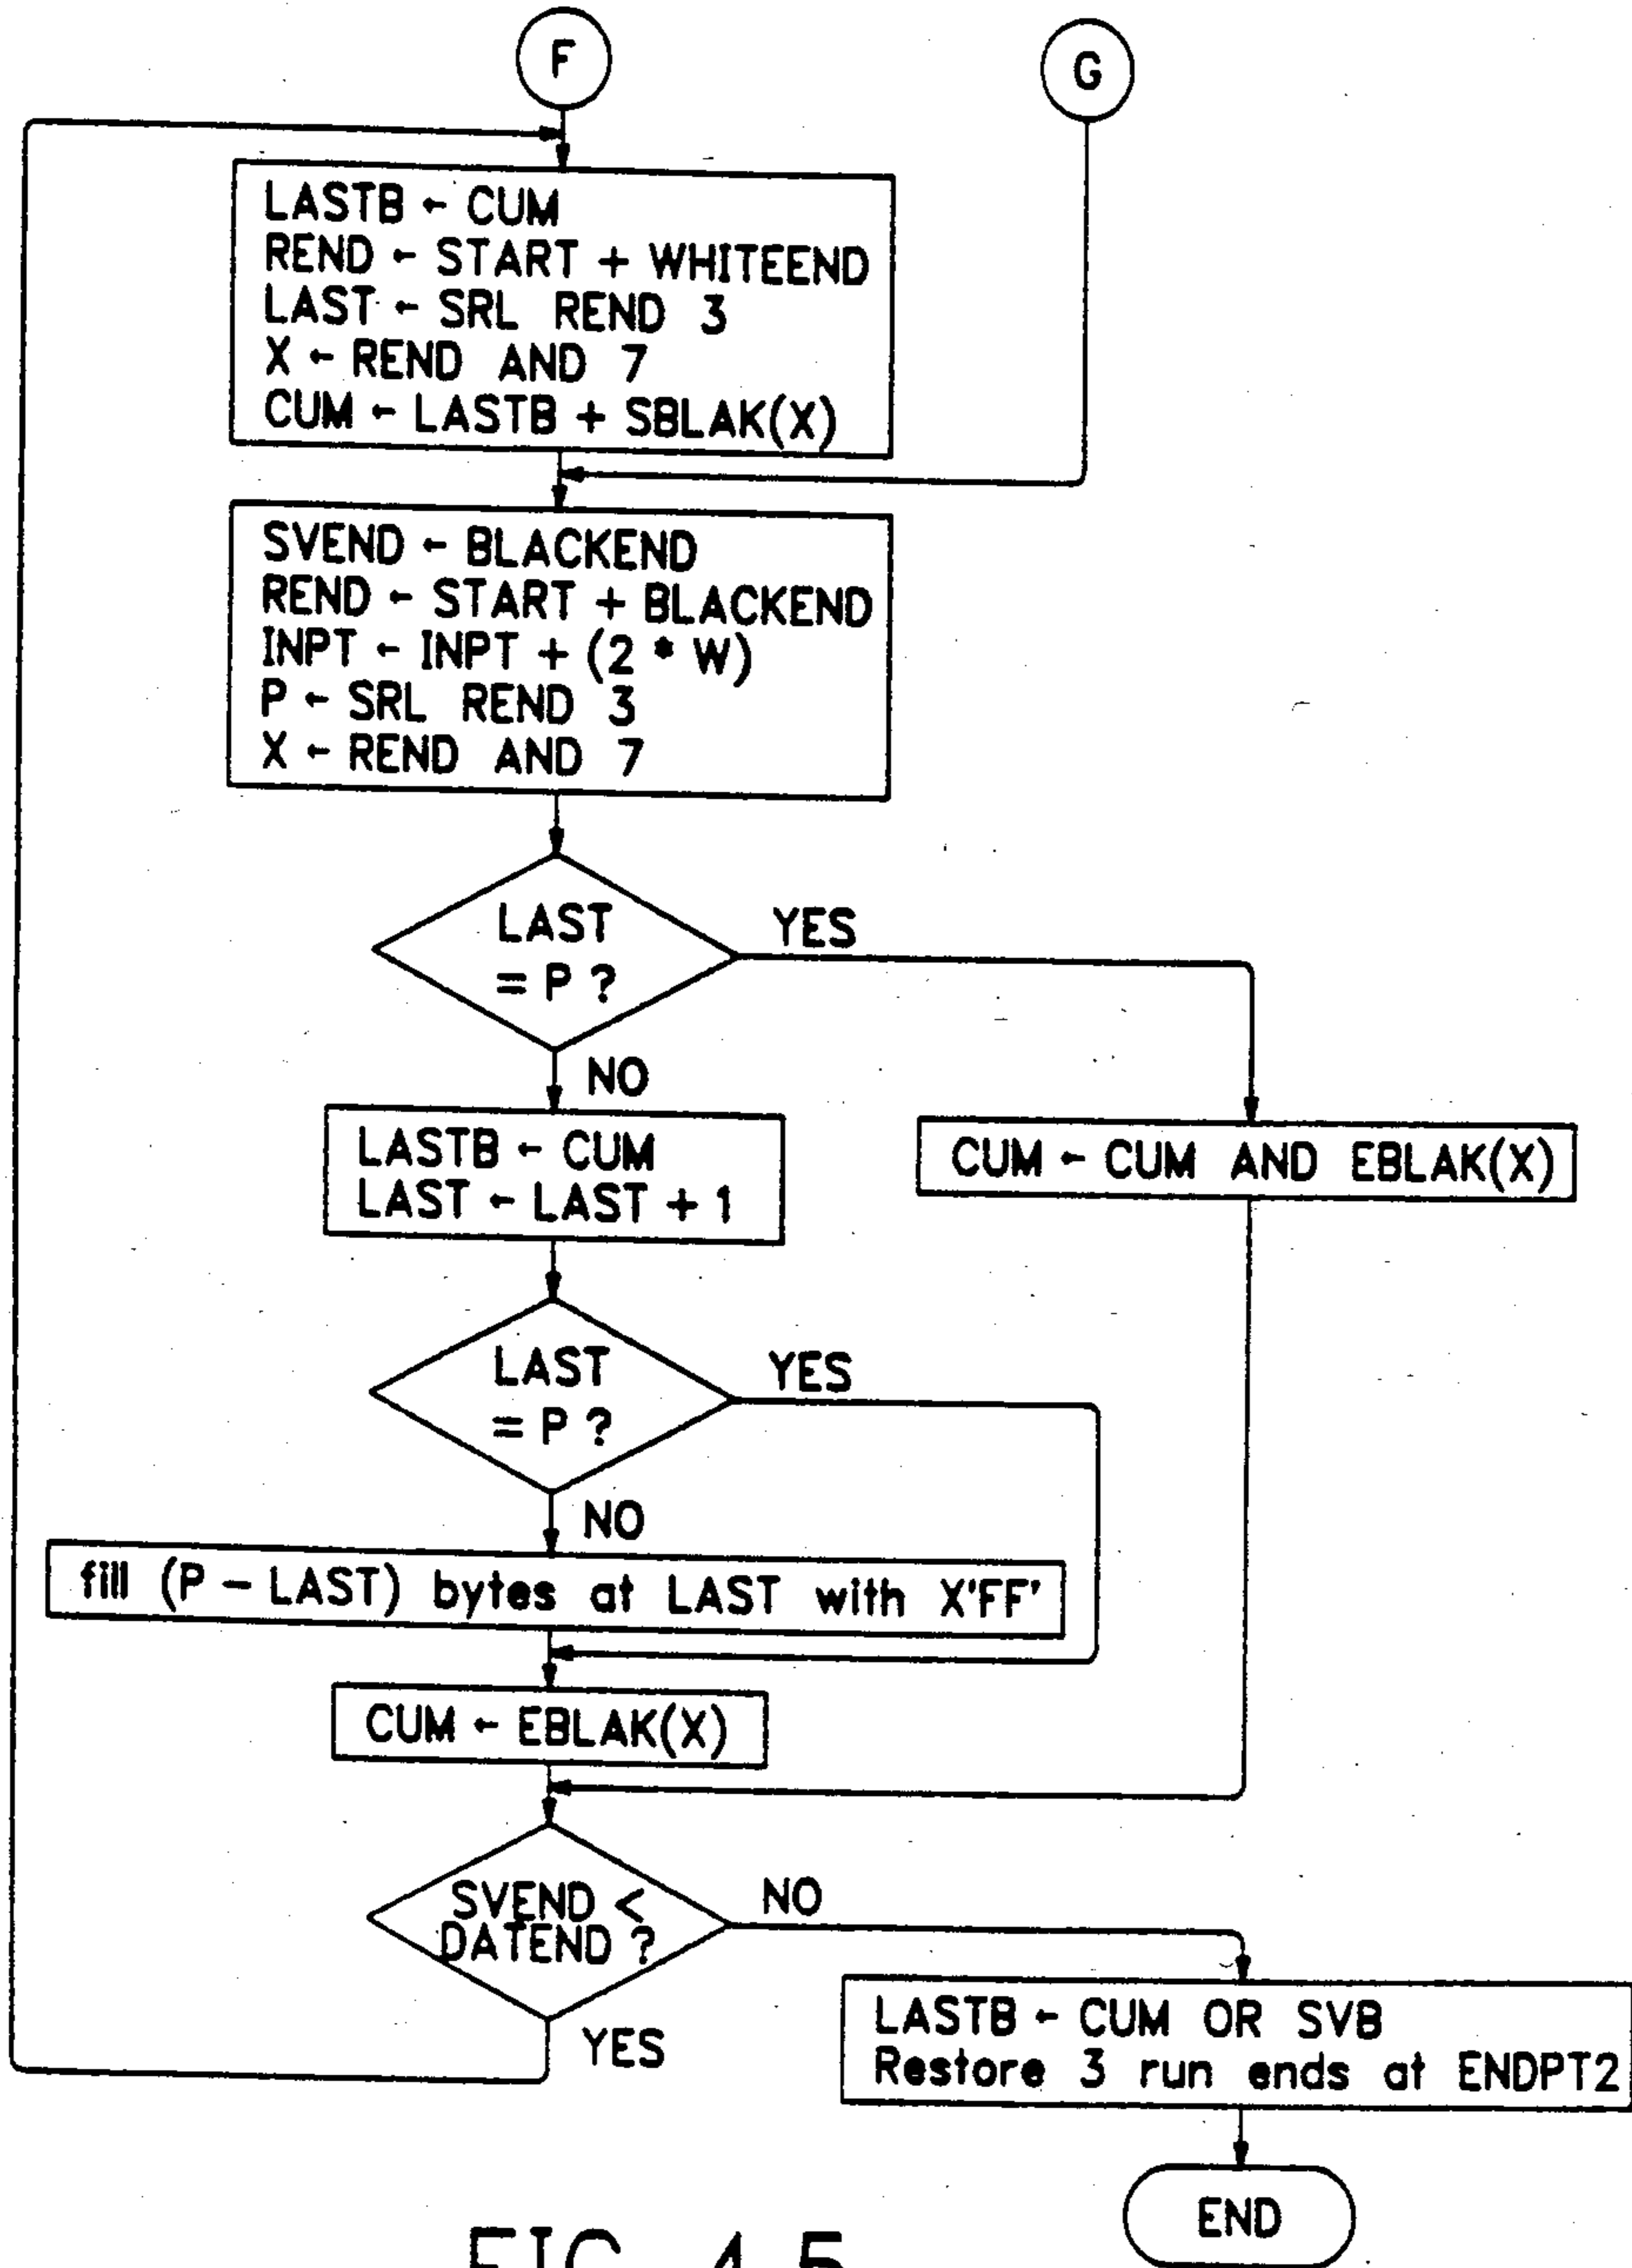 F
G
LASTB ← CUM
REND ← START + WHITEEND
LAST ← SRL REND 3
X ← REND AND 7
CUM ← LASTB + SBLAK(X)
SVEND ← BLACKEND
REND ← START + BLACKEND
INPT ← INPT + (2 * W)
P ← SRL REND 3
X ← REND AND 7
LAST
= P ?
YES
NO
LASTB ← CUM
LAST ← LAST + 1
CUM ← CUM AND EBLAK(X)
LAST
= P ?
YES
NO
fill (P – LAST) bytes at LAST with X'FF'
CUM ← EBLAK(X)
SVEND <
DATEND ?
NO
YES
LASTB ← CUM OR SVB
Restore 3 run ends at ENDPT2
END
FIG. 4.5